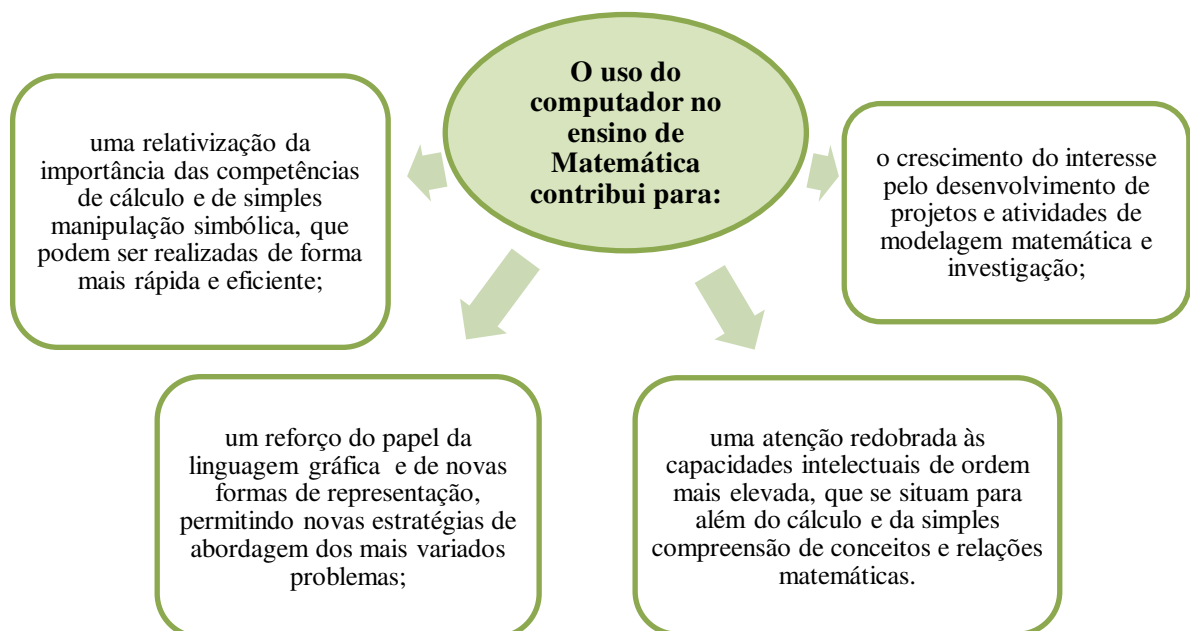 O uso do
computador no
ensino de
Matemática
contribui para:
uma relativização da
importância das competências
de cálculo e de simples
manipulação simbólica, que
podem ser realizadas de forma
mais rápida e eficiente;
o crescimento do interesse
pelo desenvolvimento de
projetos e atividades de
modelagem matemática e
investigação;
um reforço do papel da
linguagem gráfica e de novas
formas de representação,
permitindo novas estratégias de
abordagem dos mais variados
problemas;
uma atenção redobrada às
capacidades intelectuais de ordem
mais elevada, que se situam para
além do cálculo e da simples
compreensão de conceitos e relações
matemáticas.